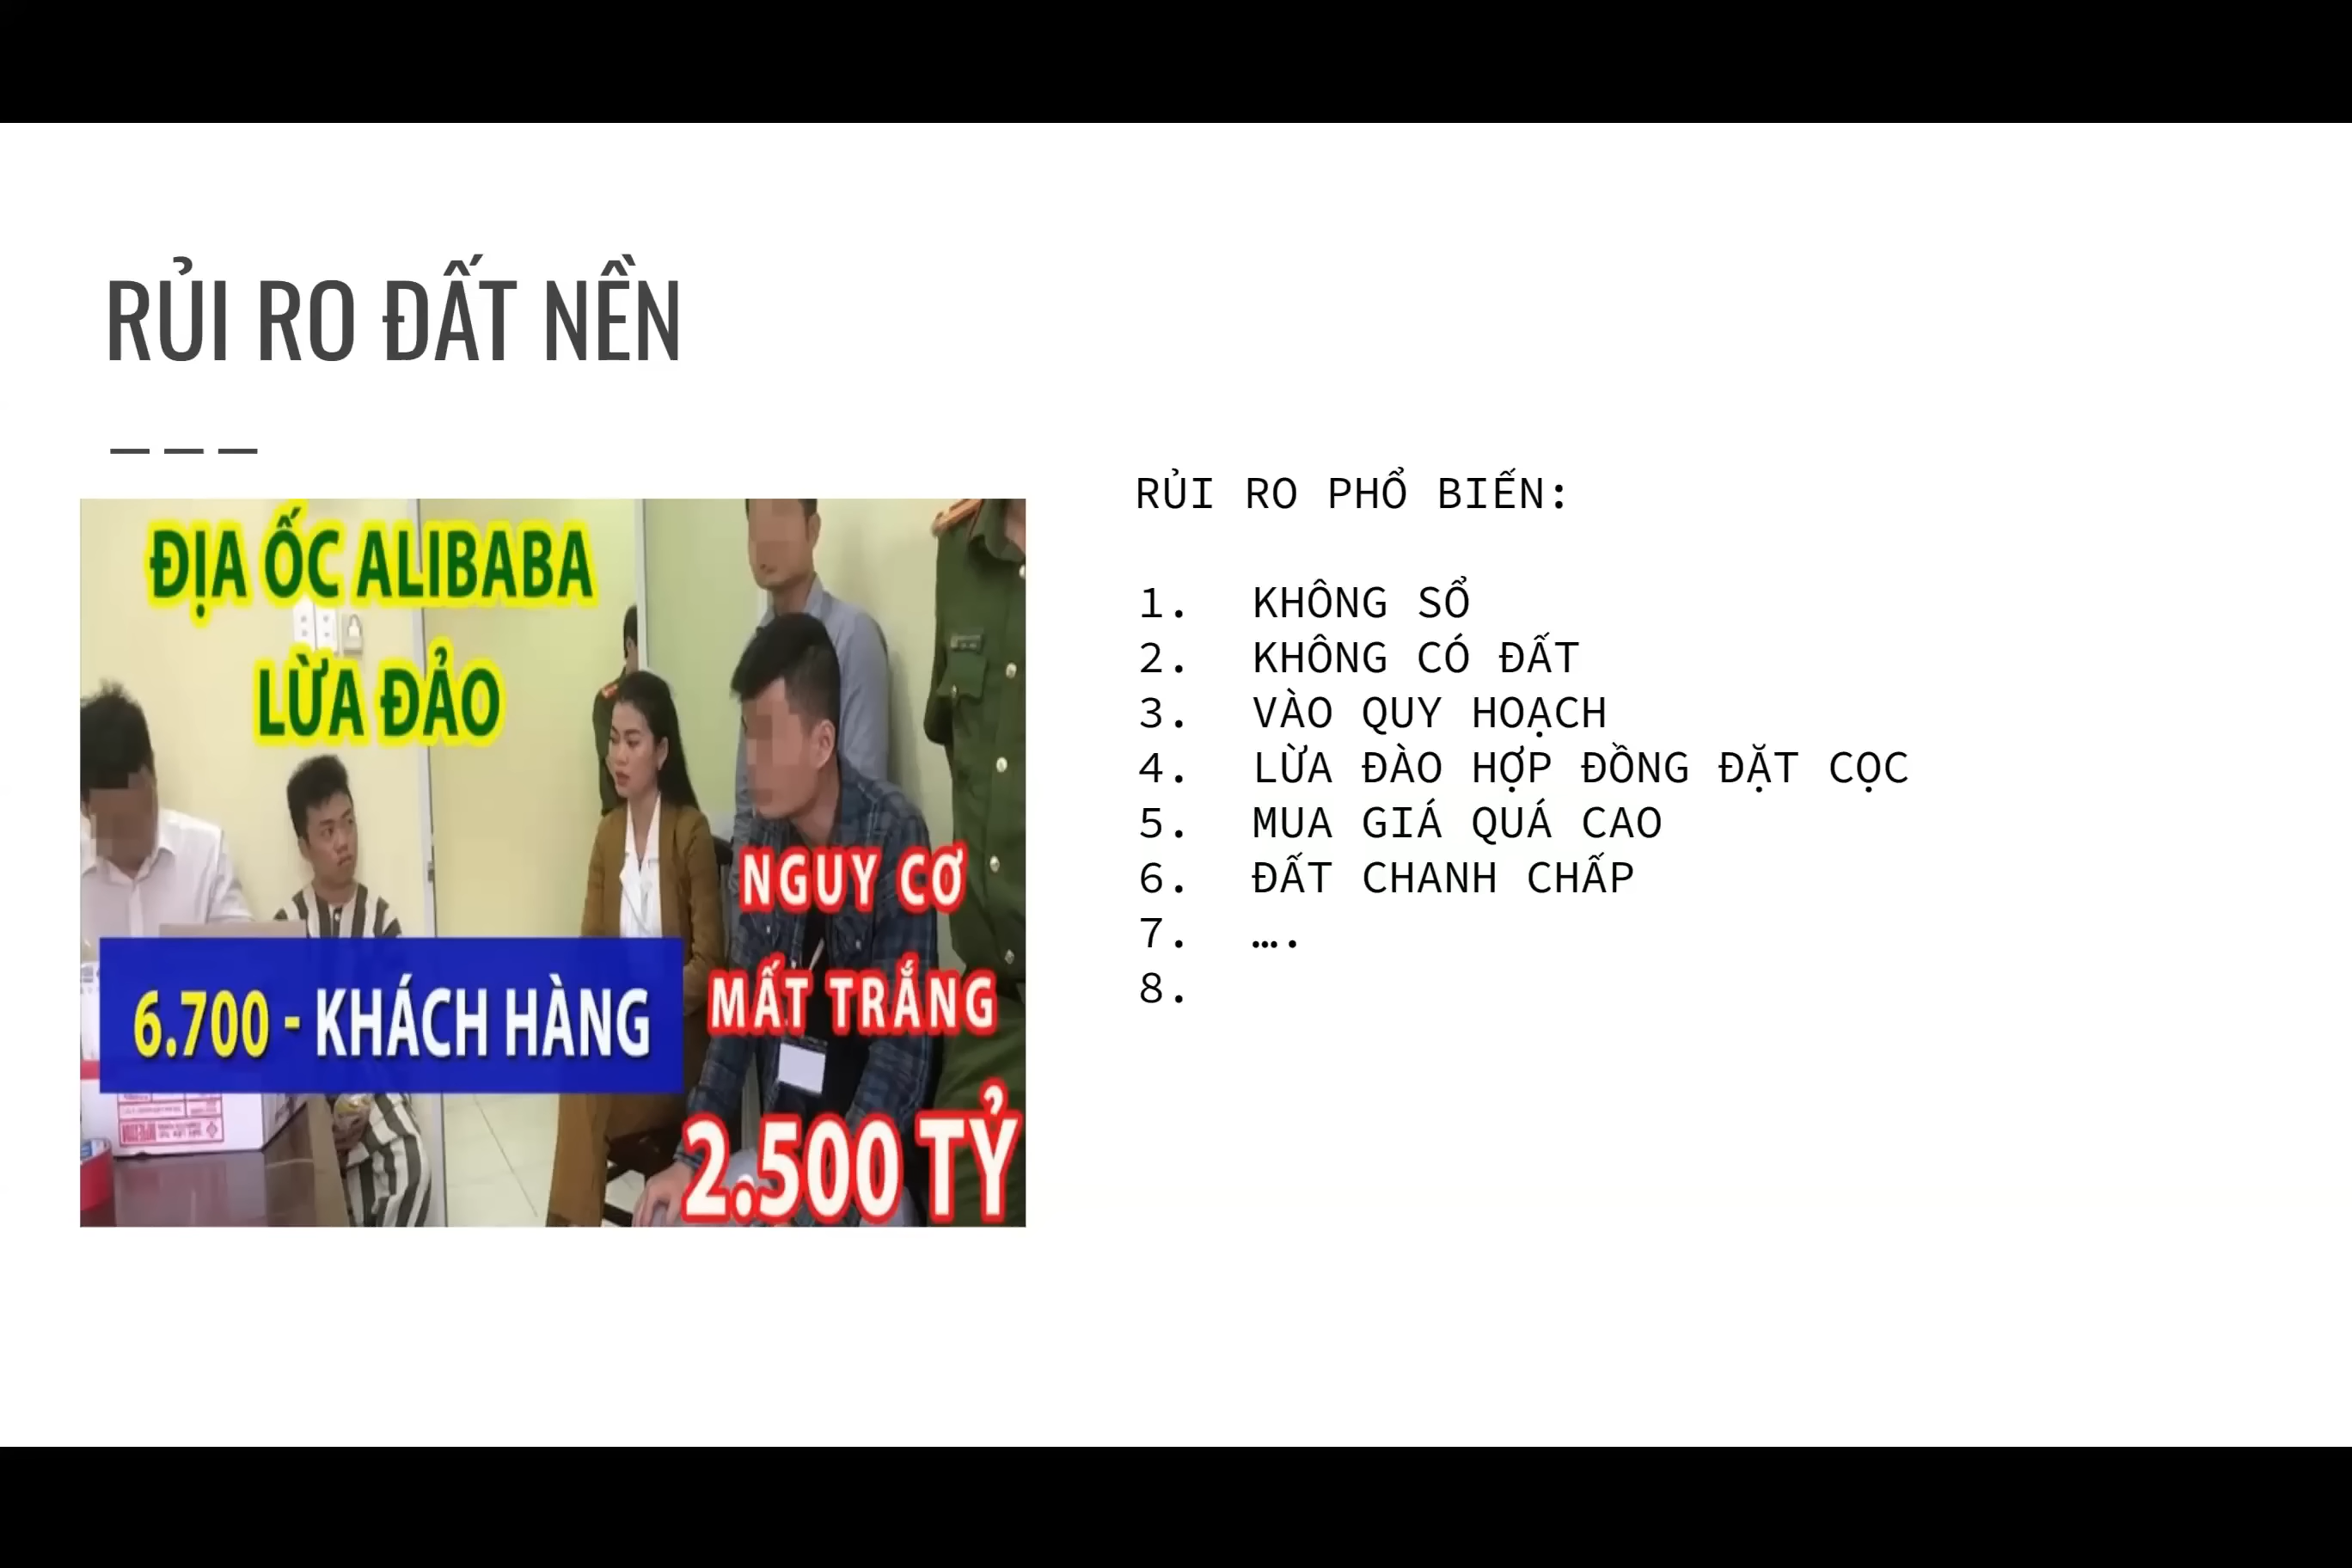 RỦI RO ĐẤT NỀN
ĐỊA ỐC ALIBABA
LỪA ĐẢO
6.700 - KHÁCH HÀNG
NGUY CƠ
MẤT TRẮNG
2.500 TỶ
RỦI RO PHỔ BIẾN:
1. KHÔNG SỔ
2. KHÔNG CÓ ĐẤT
3. VÀO QUY HOẠCH
4. LỪA ĐÀO HỢP ĐỒNG ĐẶT CỌC
5. MUA GIÁ QUÁ CAO
6. ĐẤT CHANH CHẤP
7. ….
8.